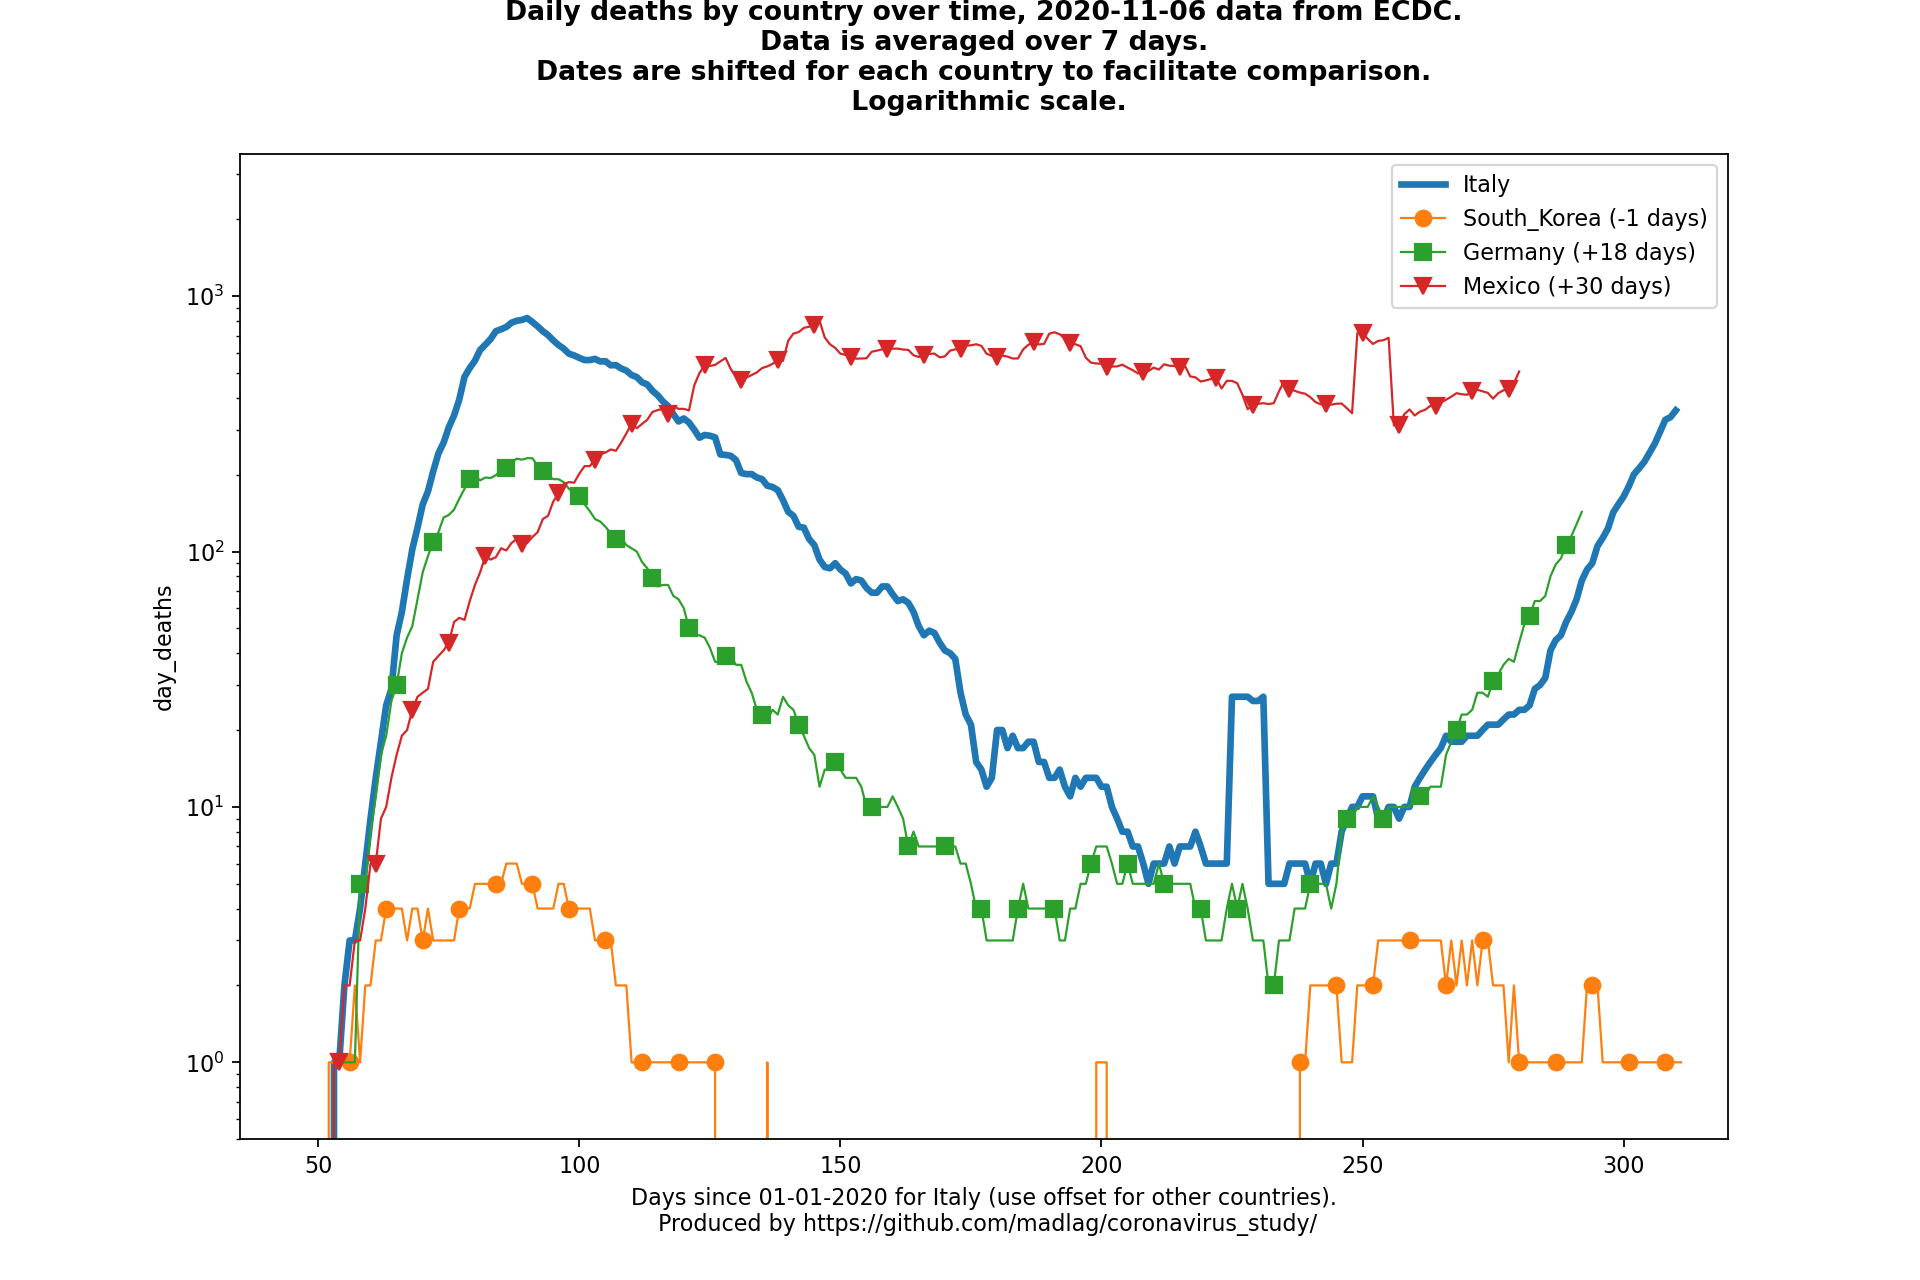 Daily deaths by country over time, 2020-11-06 data from ECDC.
Data is averaged over 7 days.
Dates are shifted for each country to facilitate comparison.
Logarithmic scale.
Italy
South_Korea (-1 days)
Germany (+18 days)
Mexico (+30 days)
10³
10²
10¹
10⁰
day_deaths
50 100 150 200 250 300
Days since 01-01-2020 for Italy (use offset for other countries).
Produced by https://github.com/madlag/coronavirus_study/